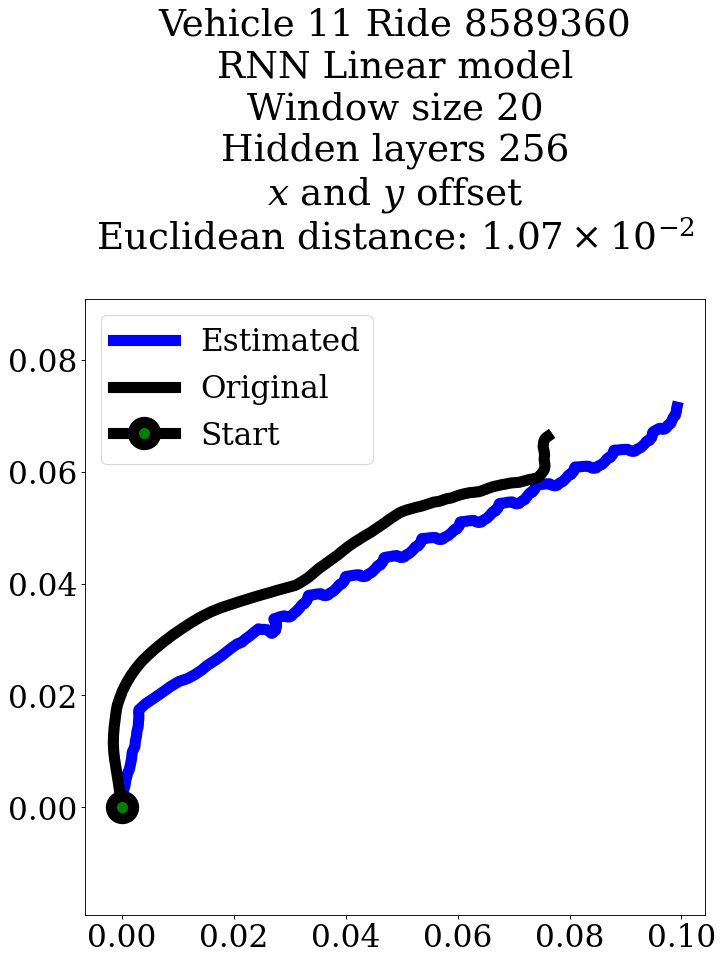 Vehicle 11 Ride 8589360
RNN Linear model
Window size 20
Hidden layers 256
x and y offset
Euclidean distance: 1.07 × 10⁻²
Estimated
Original
Start
0.08
0.06
0.04
0.02
0.00
0.00 0.02 0.04 0.06 0.08 0.10